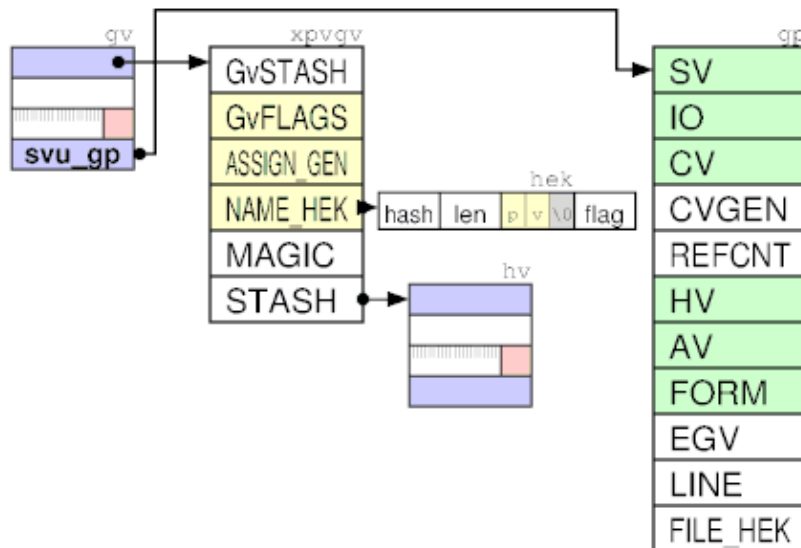 gv
xpvgv
gp
GvSTASH
GvFLAGS
ASSIGN_GEN
NAME_HEK
MAGIC
STASH
svu_gp
hek
hash len p v \0 flag
hv
SV
IO
CV
CVGEN
REFCNT
HV
AV
FORM
EGV
LINE
FILE_HEK